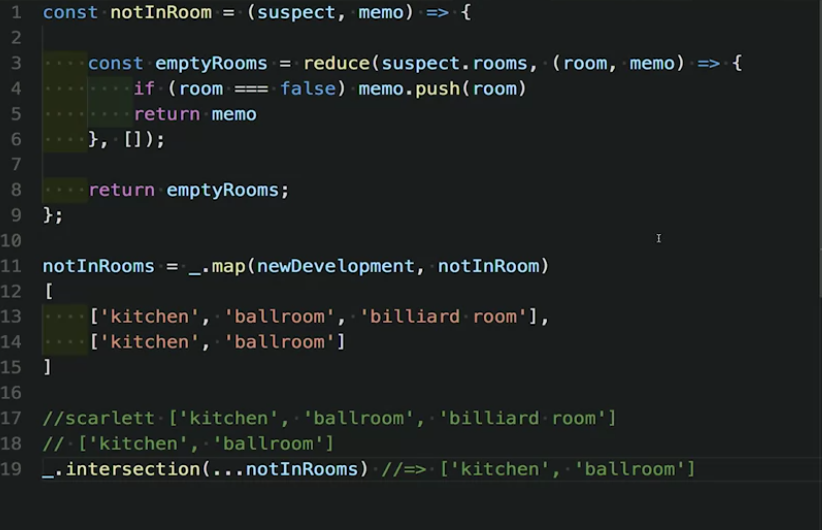 1 const notInRoom = (suspect, memo) => {
2
3 const emptyRooms = reduce(suspect.rooms, (room, memo) => {
4 if (room === false) memo.push(room)
5 return memo
6 }, []);
7
8 return emptyRooms;
9 };
10
11 notInRooms = _.map(newDevelopment, notInRoom)
12 [
13 ['kitchen', 'ballroom', 'billiard room'],
14 ['kitchen', 'ballroom']
15 ]
16
17 //scarlett ['kitchen', 'ballroom', 'billiard room']
18 // ['kitchen', 'ballroom']
19 _.intersection(...notInRooms) //=> ['kitchen', 'ballroom']